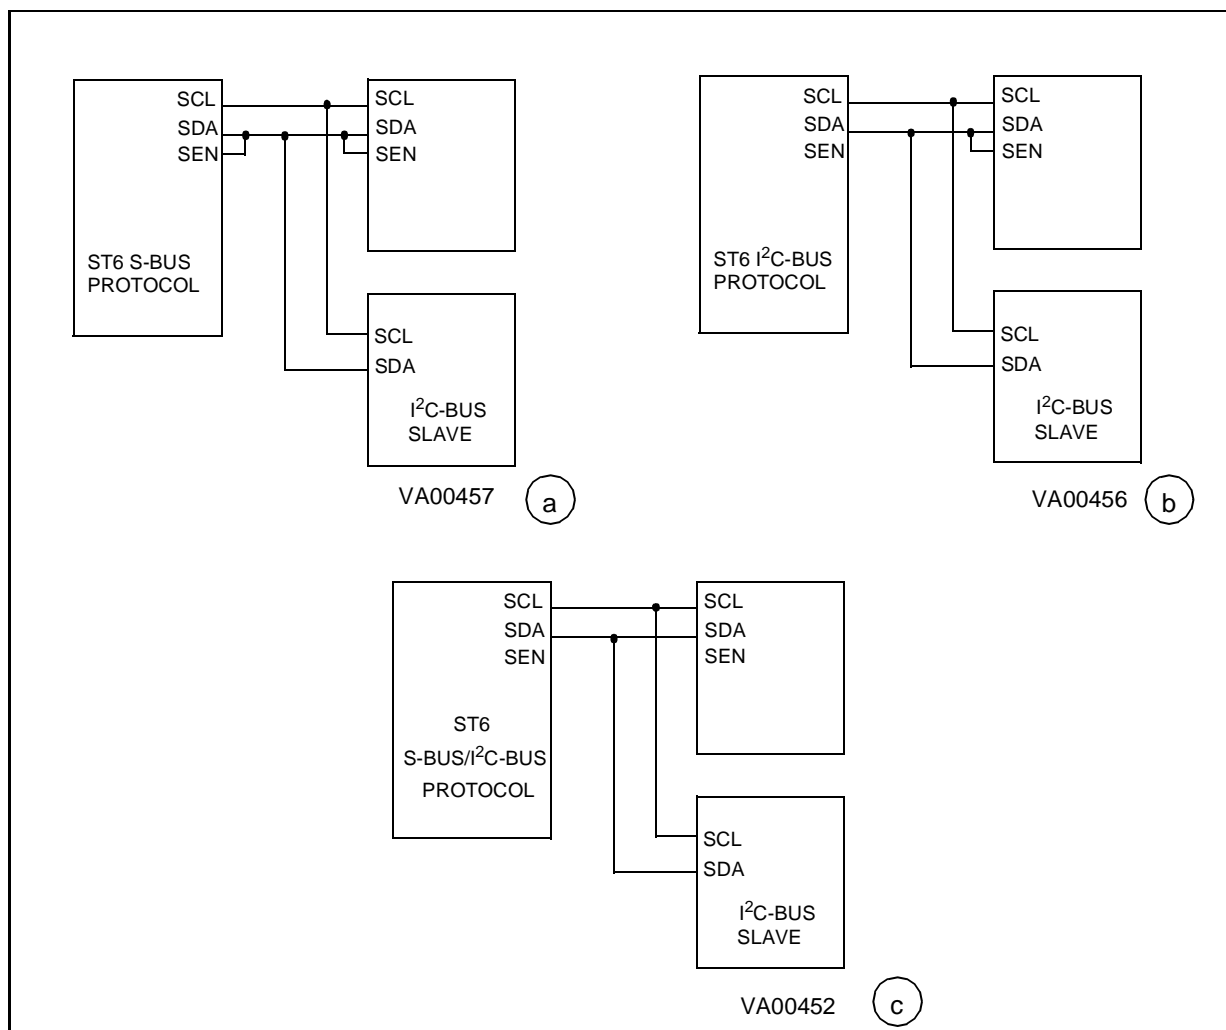 SCL
SDA
SEN
ST6 S-BUS
PROTOCOL
SCL
SDA
SEN
SCL
SDA
I²C-BUS
SLAVE
VA00457
a
SCL
SDA
SEN
ST6 I²C-BUS
PROTOCOL
SCL
SDA
SEN
SCL
SDA
I²C-BUS
SLAVE
VA00456
b
SCL
SDA
SEN
ST6
S-BUS/I²C-BUS
PROTOCOL
SCL
SDA
SEN
SCL
SDA
I²C-BUS
SLAVE
VA00452
c